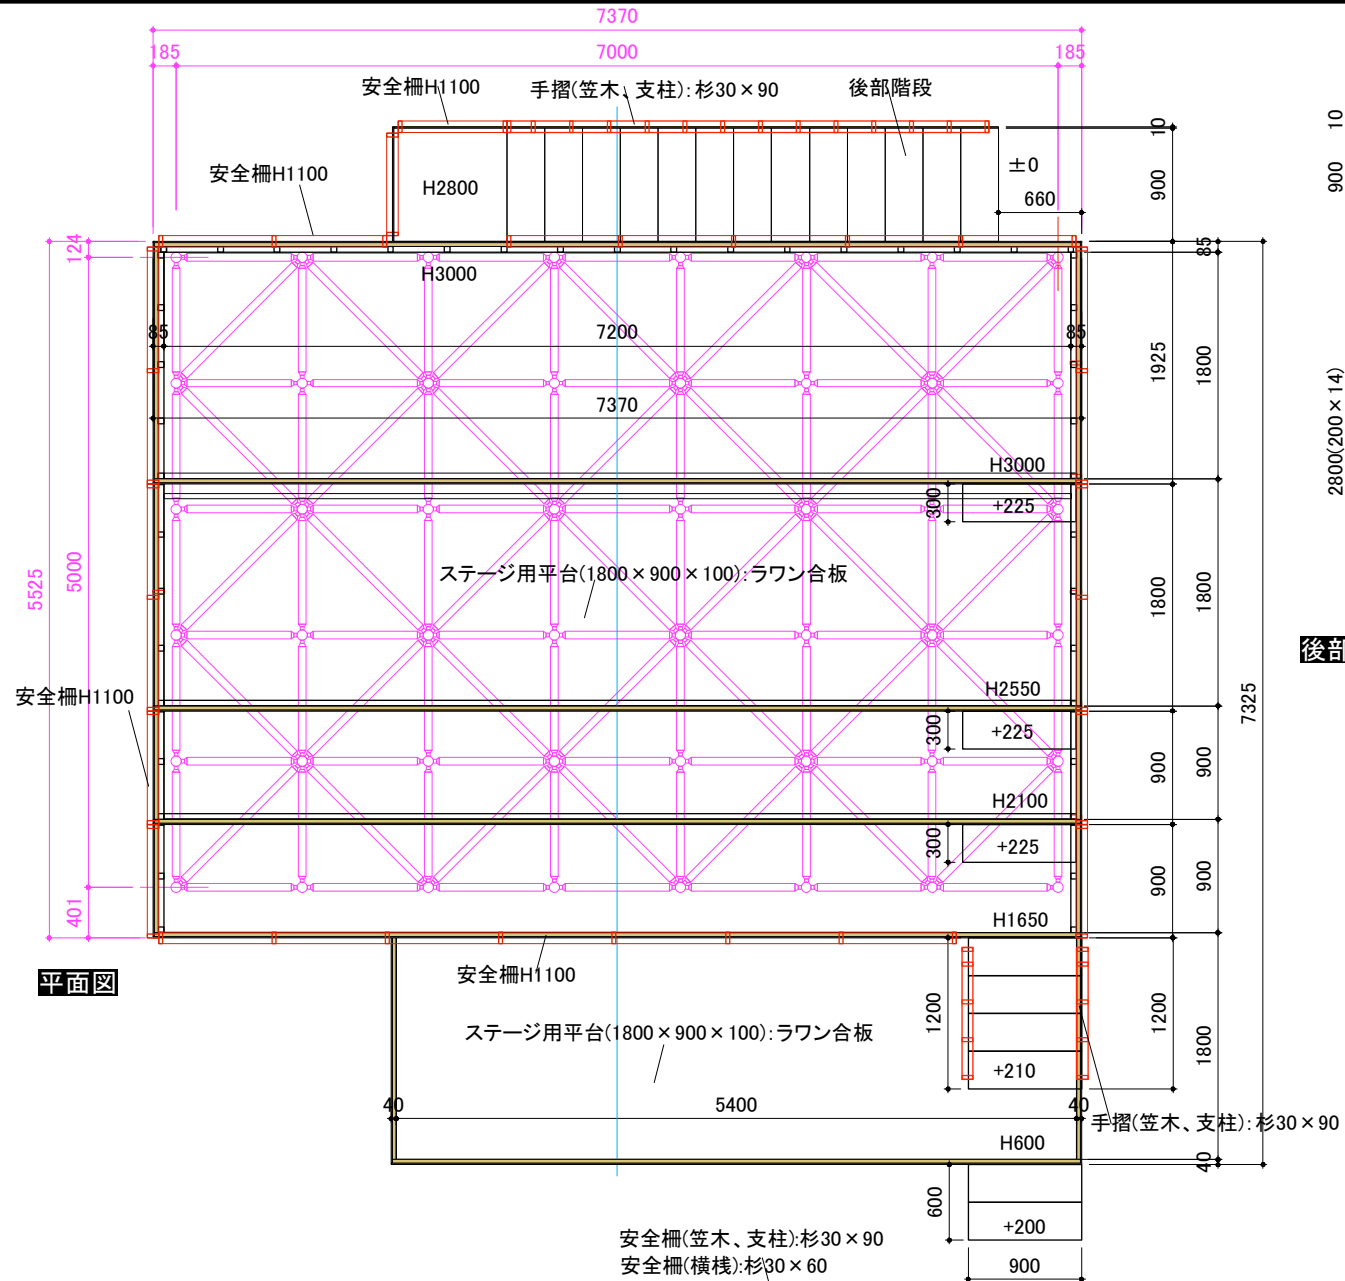 7370
185
7000
185
安全柵H1100
手摺(笠木、支柱):杉30×90
後部階段
10
10
安全柵H1100
H2800
±0
660
900
900
124
85
H3000
85
7200
85
1925
1800
7370
2800(200×14)
H3000
300
+225
5525
5000
ステージ用平台(1800×900×100):ラワン合板
1800
1800
後部
安全柵H1100
H2550
7325
300
+225
900
900
H2100
300
+225
900
900
401
H1650
平面図
安全柵H1100
1200
1200
ステージ用平台(1800×900×100):ラワン合板
1800
+210
40
5400
40
手摺(笠木、支柱):杉30×90
H600
40
600
+200
安全柵(笠木、支柱):杉30×90
安全柵(横桟):杉30×60
900